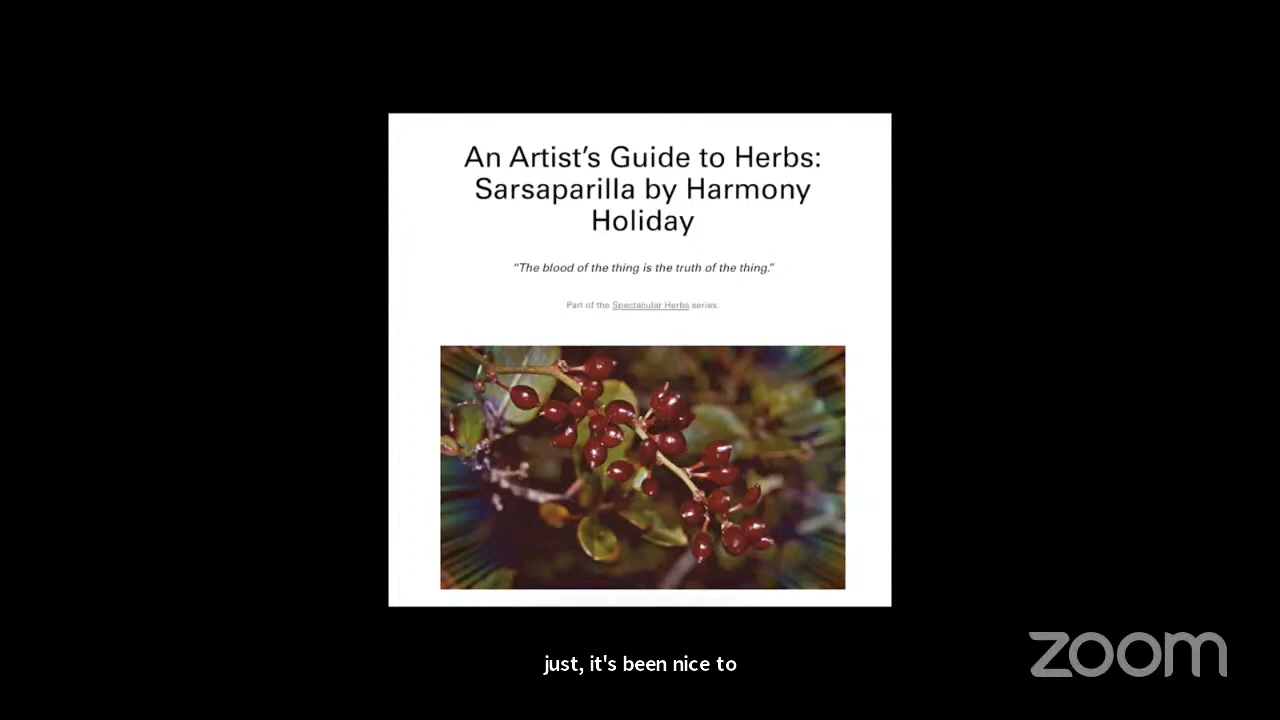 An Artist’s Guide to Herbs:
Sarsaparilla by Harmony
Holiday
“The blood of the thing is the truth of the thing.”
Part of the Spectacular Herbs series.
just, it's been nice to
zoom